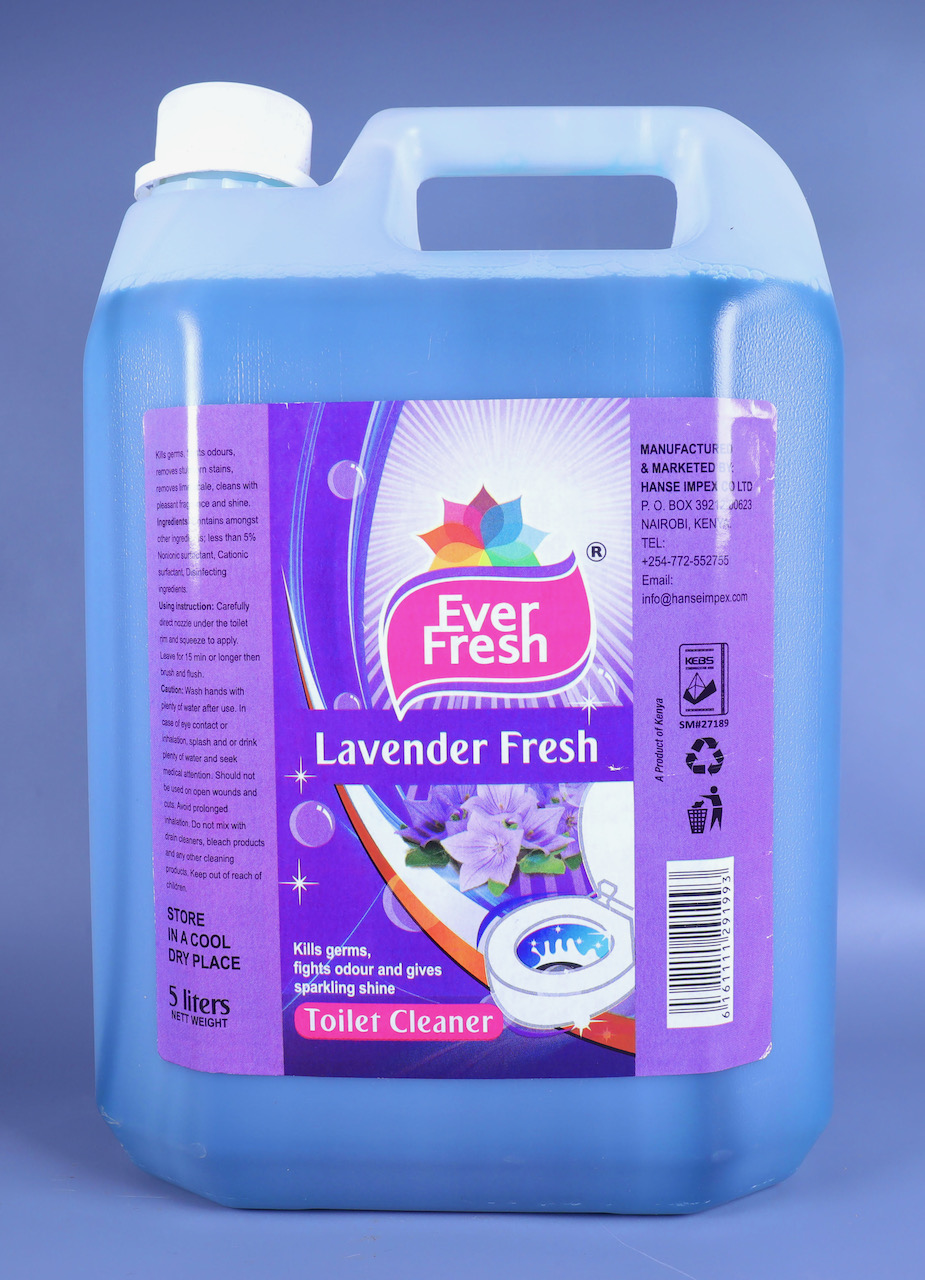 Kills germs, fights odours,
removes stubborn stains,
removes limescale, cleans with
pleasant fragrance and shine.
Ingredients: Contains amongst
other ingredients; less than 5%
Nonionic surfactant, Cationic
surfactant, Disinfecting
ingredients.
Using Instruction: Carefully
direct nozzle under the toilet
rim and squeeze to apply.
Leave for 15 min or longer then
brush and flush.
Caution: Wash hands with
plenty of water after use. In
case of eye contact or
inhalation, splash and or drink
plenty of water and seek
medical attention. Should not
be used on open wounds and
cuts. Avoid prolonged
inhalation. Do not mix with
drain cleaners, bleach products
and any other cleaning
products. Keep out of reach of
children.
STORE
IN A COOL
DRY PLACE
5 liters
NETT WEIGHT
®
Ever
Fresh
Lavender Fresh
Kills germs,
fights odour and gives
sparkling shine
Toilet Cleaner
MANUFACTURED
& MARKETED BY:
HANSE IMPEX CO LTD
P. O. BOX
NAIROBI, KENYA.
TEL:
+254-772-552755
Email:
info@hanseimpex.com
KEBS
SM#27189
A Product of Kenya
6161111291993